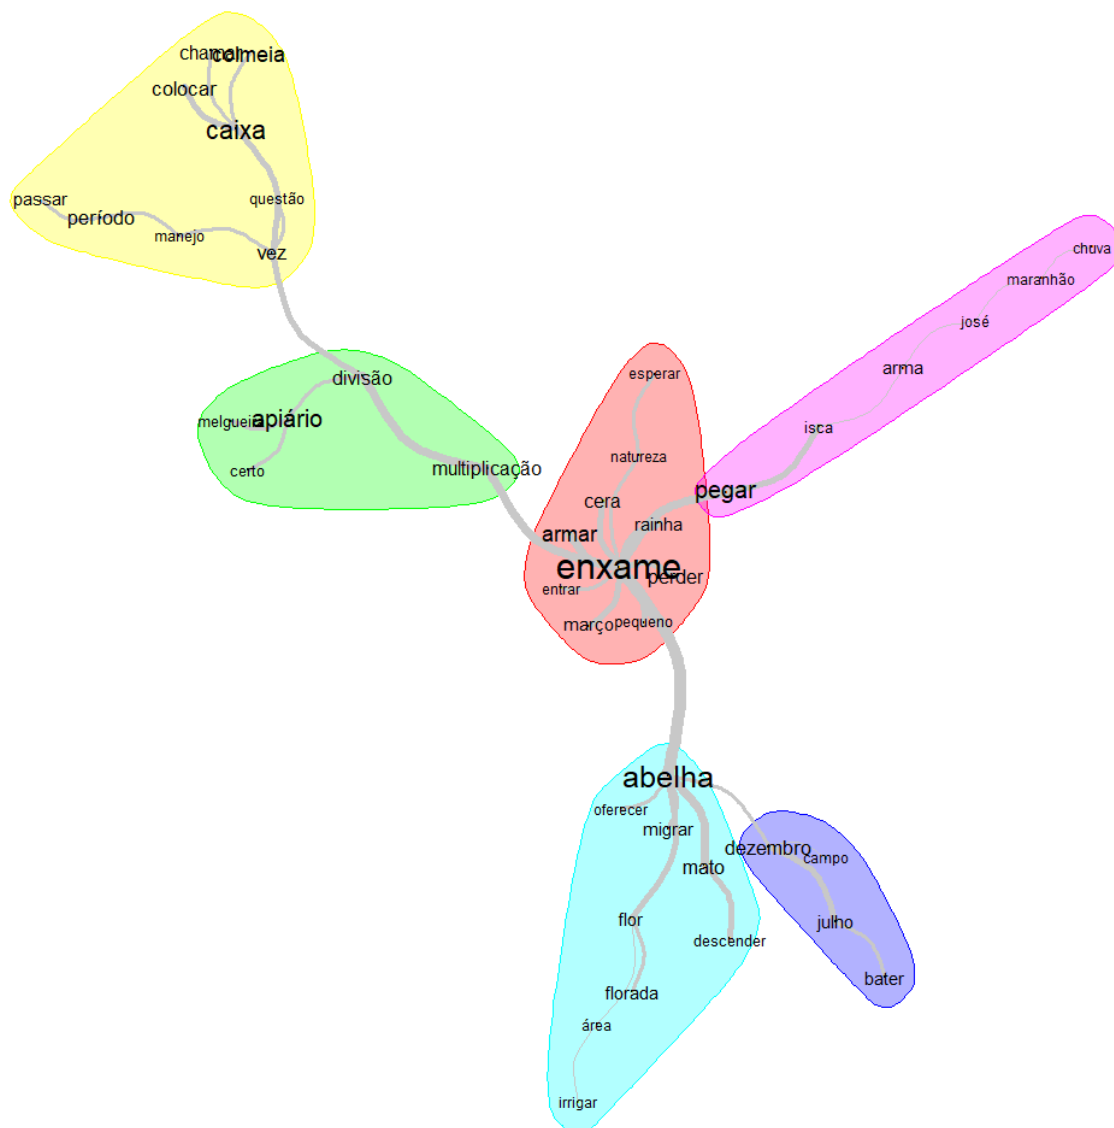 chamar
colmeia
colocar
caixa
passar
período
questão
manejo
vez
chuva
maranhão
josé
arma
isca
pegar
divisão
melgueira
apiário
certo
multiplicação
esperar
natureza
cera
rainha
armar
enxame
perder
entrar
março
pequeno
abelha
oferecer
migrar
mato
dezembro
campo
flor
julho
descender
bater
florada
área
irrigar